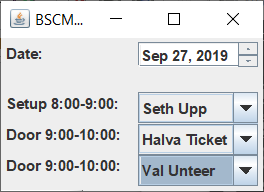 BSCM...
Date: Sep 27, 2019
Setup 8:00-9:00: Seth Upp
Door 9:00-10:00: Halva Ticket
Door 9:00-10:00: Val Unteer